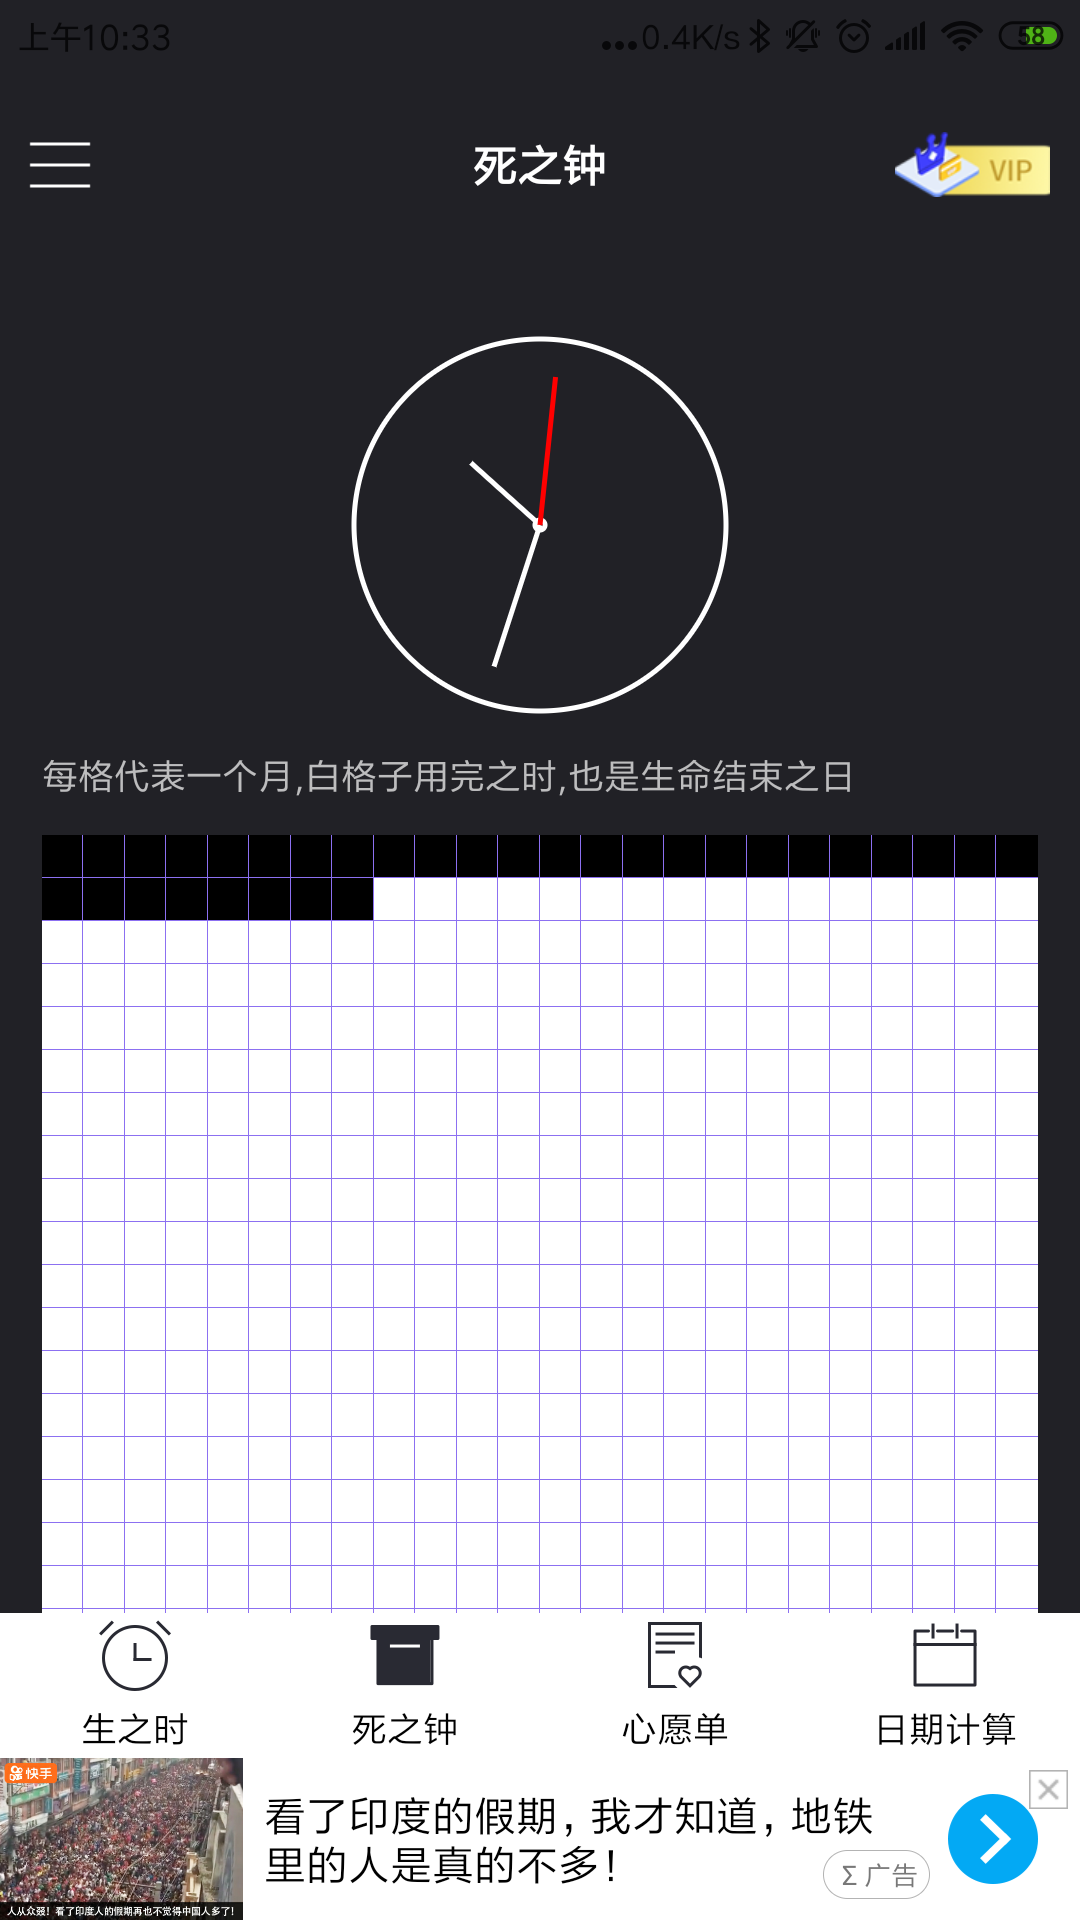 上午10:33
...0.4K/s
58
死之钟
VIP
每格代表一个月,白格子用完之时,也是生命结束之日
生之时
死之钟
心愿单
日期计算
快手
人从众叕！看了印度人的假期再也不觉得中国人多了！
看了印度的假期，我才知道，地铁
里的人是真的不多！
广告